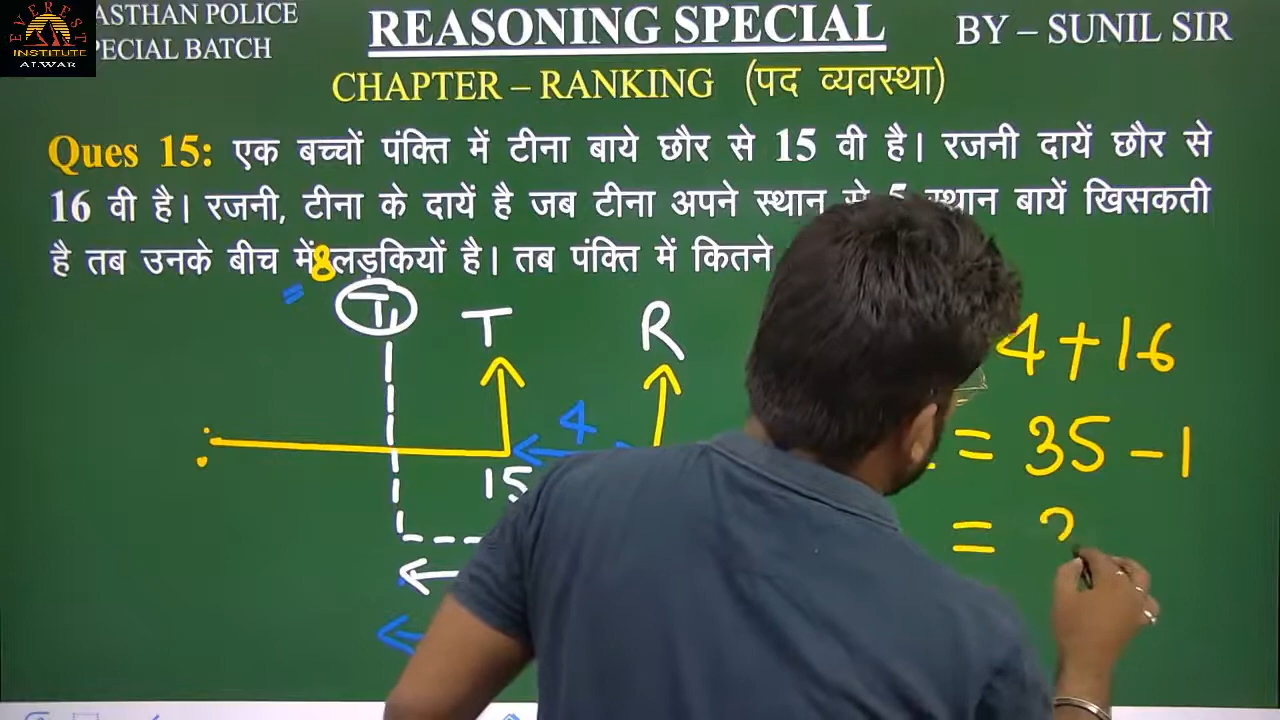 EVEREST
INSTITUTE
ALWAR
ASTHAN POLICE
PECIAL BATCH
REASONING SPECIAL
BY – SUNIL SIR
CHAPTER – RANKING (पद व्यवस्था)
Ques 15: एक बच्चों पंक्ति में टीना बाये छौर से 15 वी है। रजनी दायें छौर से
16 वी है। रजनी, टीना के दायें है जब टीना अपने स्थान से 5 स्थान बायें खिसकती
है तब उनके बीच में 8 लड़कियों है। तब पंक्ति में कितने
=
T T R
4 + 16
4
= 35 – 1
15
=